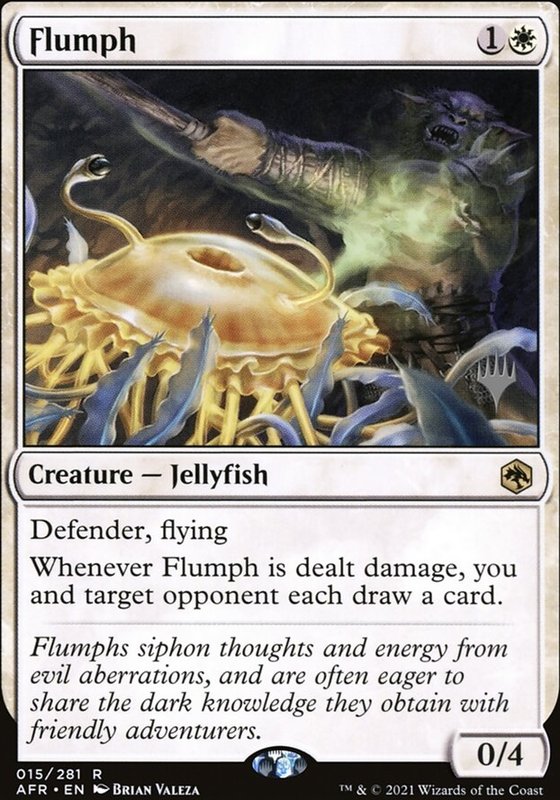 Flumph 1
Creature — Jellyfish
Defender, flying
Whenever Flumph is dealt damage, you
and target opponent each draw a card.
Flumphs siphon thoughts and energy from
evil aberrations, and are often eager to
share the dark knowledge they obtain with
friendly adventurers.
0/4
015/281 R
AFR • EN Brian Valeza
™ & © 2021 Wizards of the Coast